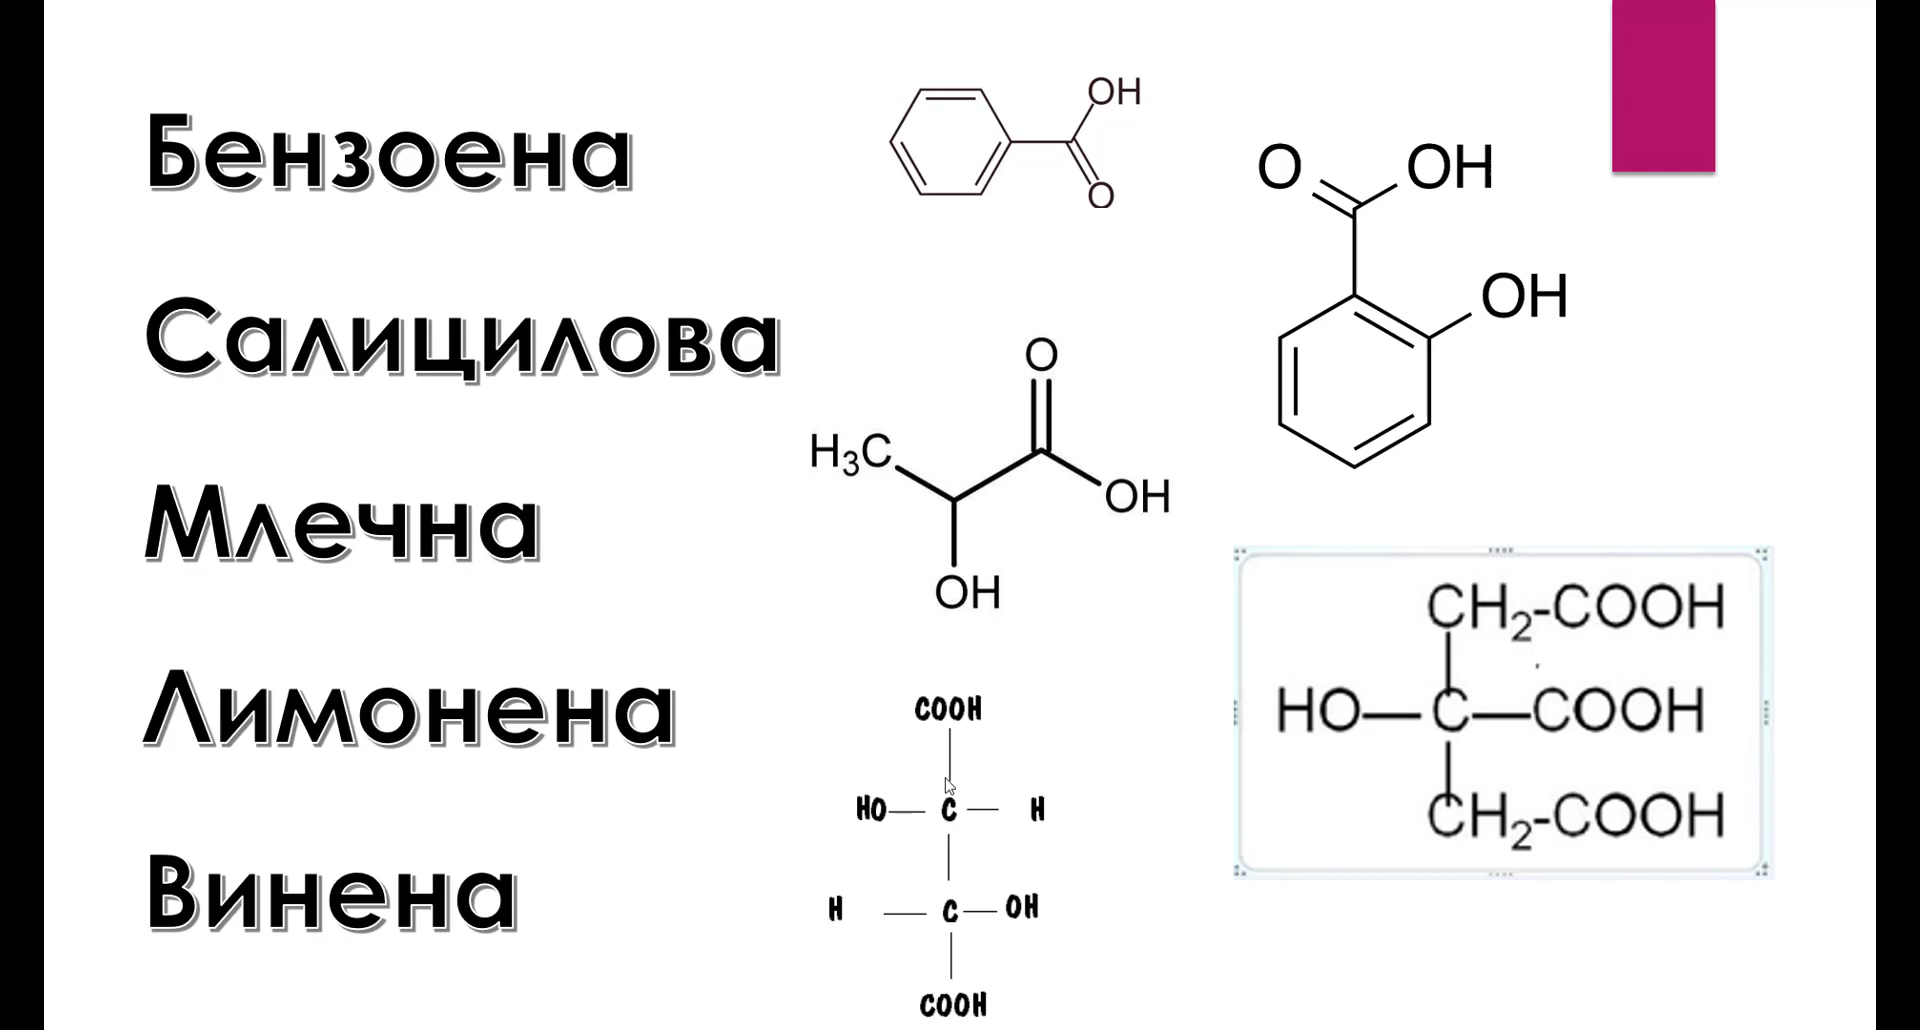 Бензоена
Салицилова
Млечна
Лимонена
Винена
OH
O
O
OH
OH
O
H₃C
OH
OH
CH₂-COOH
HO—C—COOH
CH₂-COOH
COOH
HO— C — H
H — C—OH
COOH